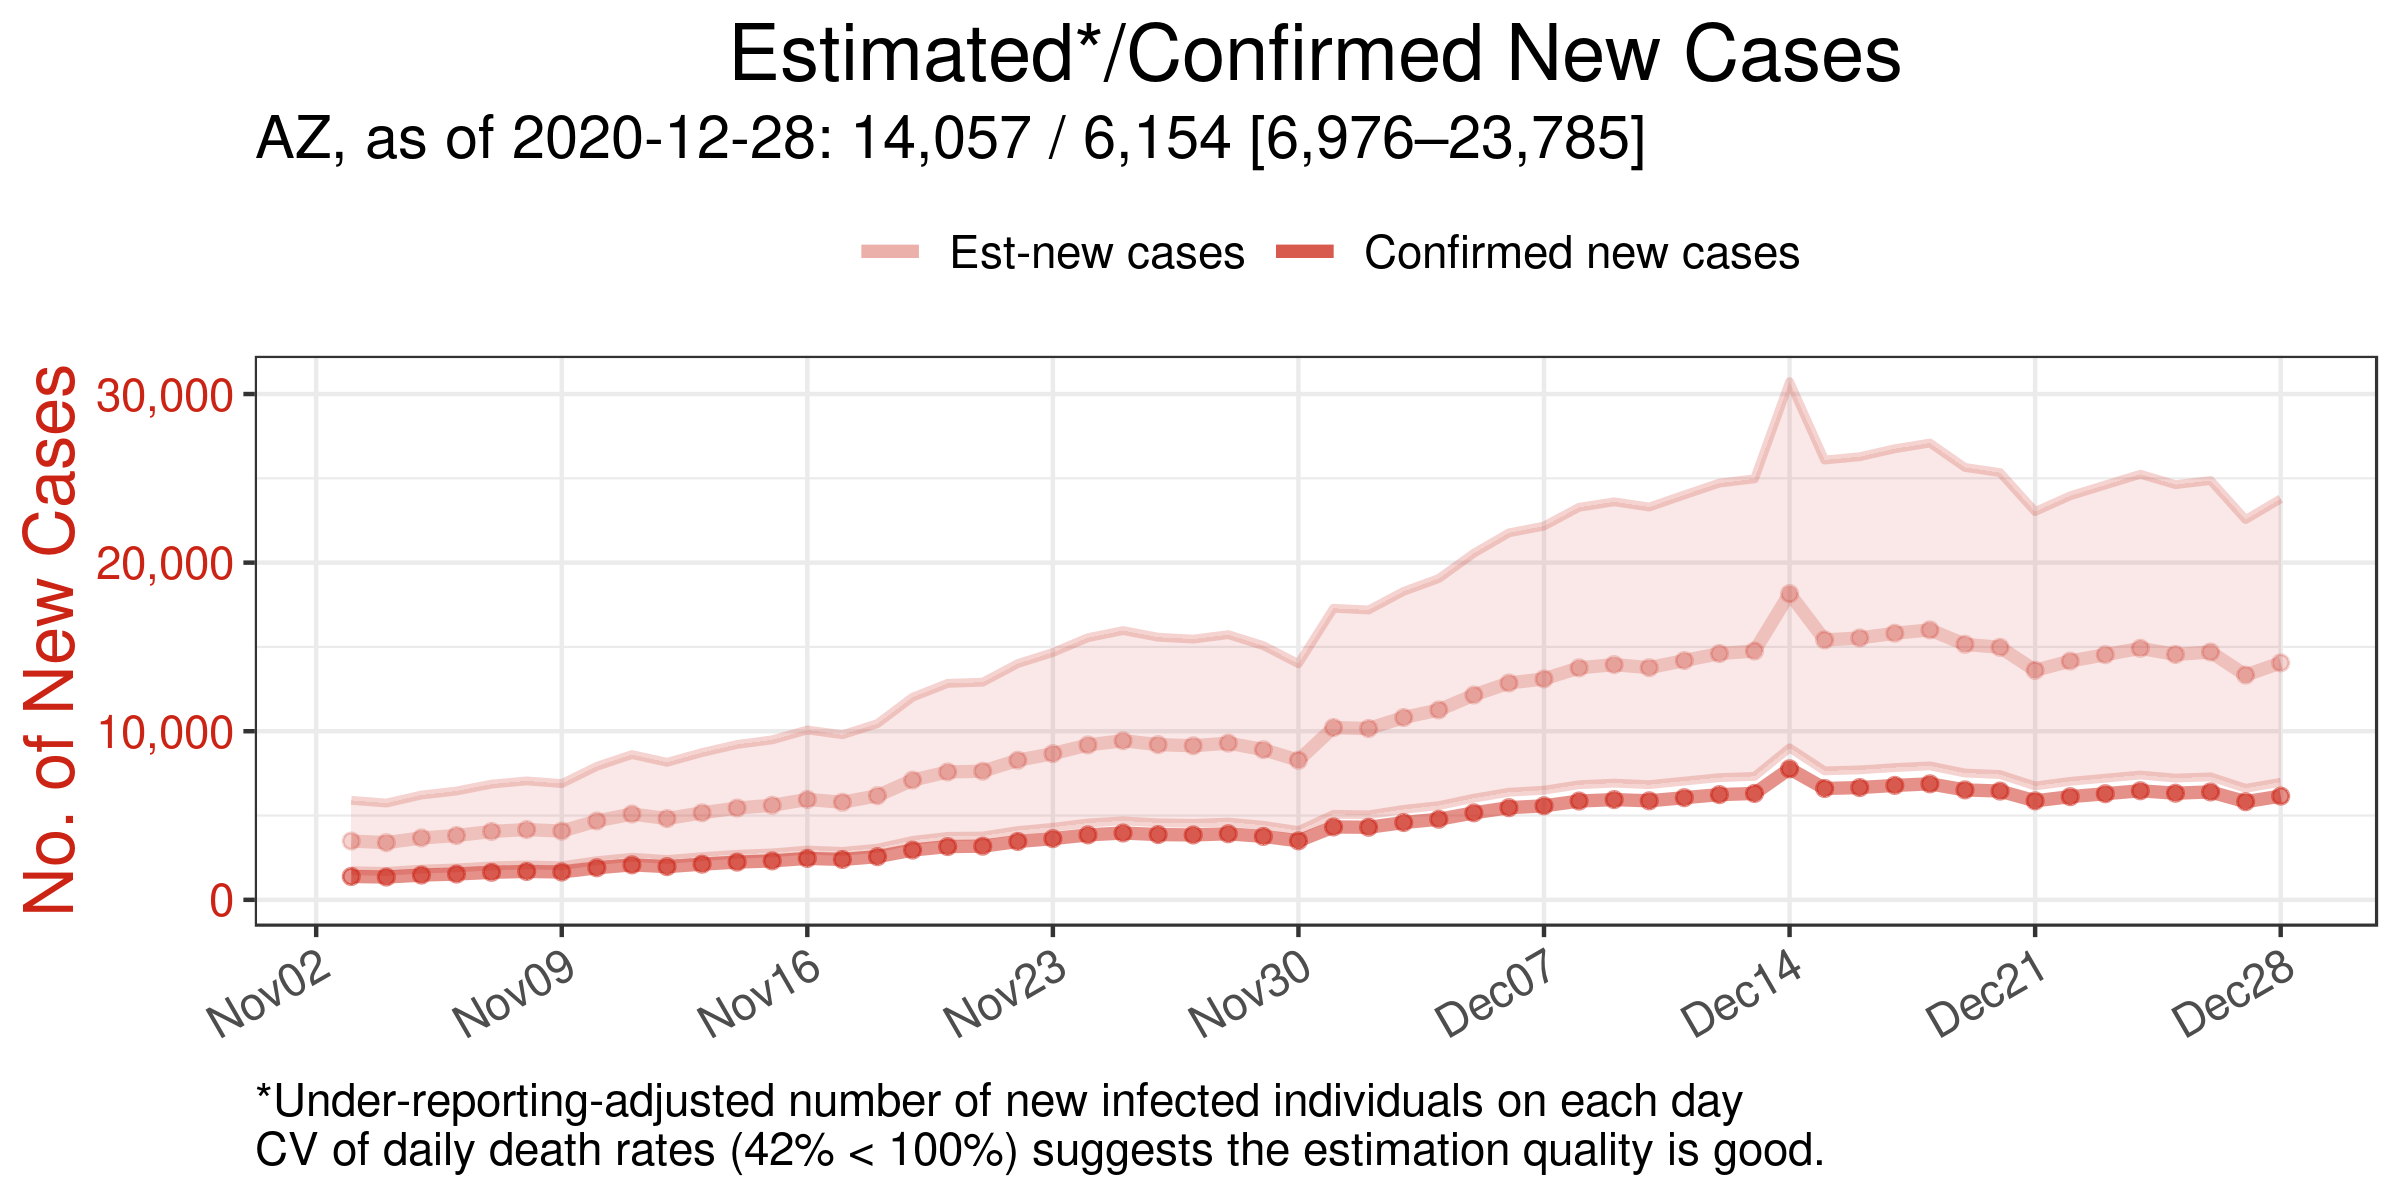 Estimated*/Confirmed New Cases
AZ, as of 2020-12-28: 14,057 / 6,154 [6,976–23,785]
Est-new cases
Confirmed new cases
No. of New Cases
30,000
20,000
10,000
0
Nov02
Nov09
Nov16
Nov23
Nov30
Dec07
Dec14
Dec21
Dec28
*Under-reporting-adjusted number of new infected individuals on each day
CV of daily death rates (42% < 100%) suggests the estimation quality is good.